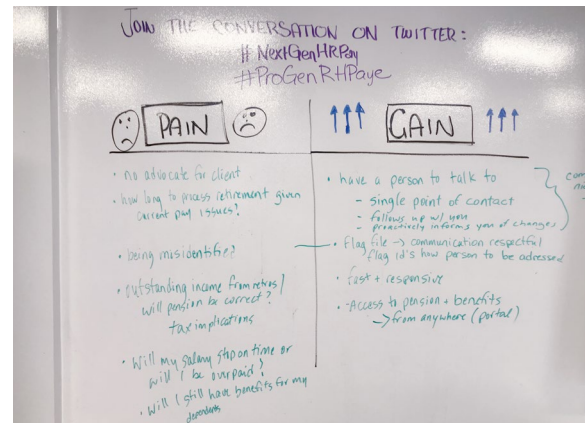 JOIN THE CONVERSATION ON TWITTER:
# NextGenHRPay
#ProGenRHPaye
PAIN
· no advocate for client
· how long to process retirement given
current pay issues?
· being misidentifie?
· outstanding income from retros /
will pension be correct?
tax implications
· Will my salary stop on time or
will I be overpaid?
· Will I still have benefits for my
dependents
GAIN
· have a person to talk to
- single point of contact
- follows up w/ you
- proactively informs you of changes
· Flag file → communication respectful
flag id's how person to be adressed
· fast + responsive
· Access to pension + benefits
→ from anywhere (portal)